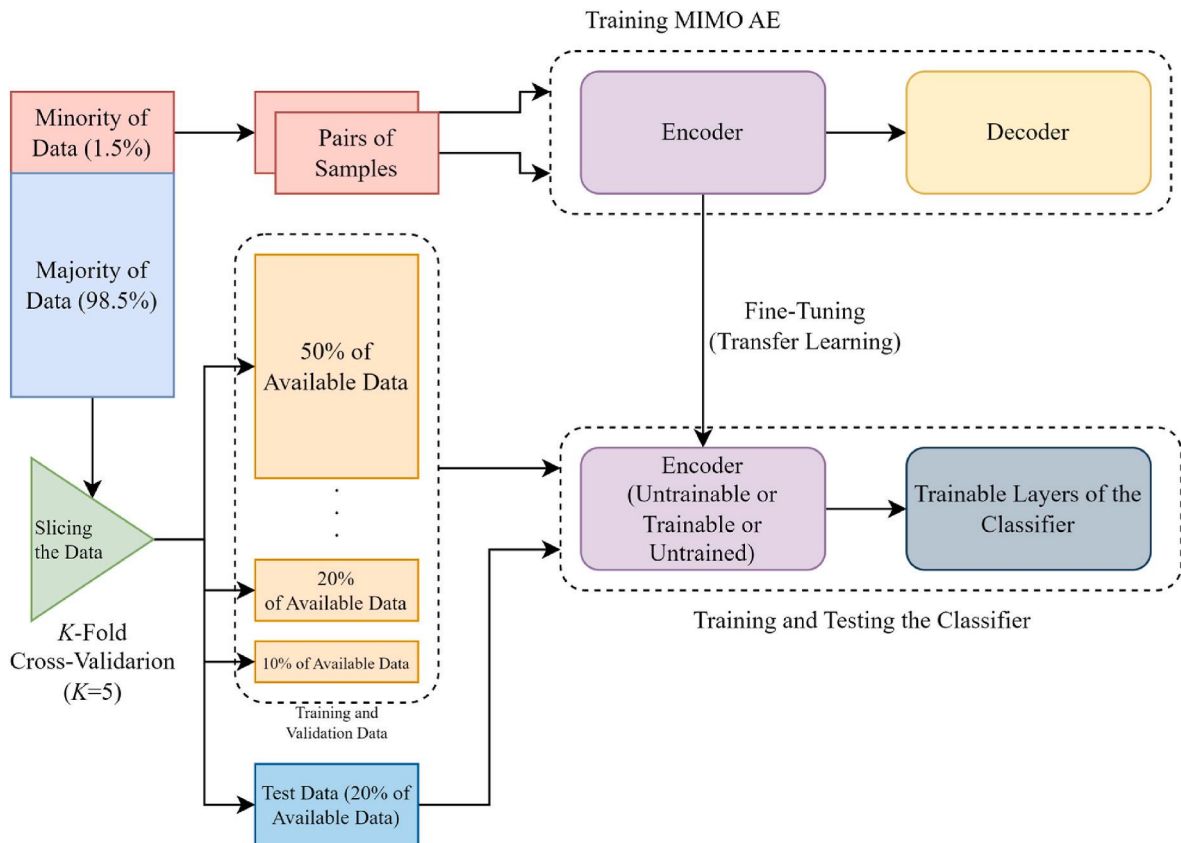 Training MIMO AE
Minority of
Data (1.5%)
Pairs of
Samples
Encoder
Decoder
Majority of
Data (98.5%)
50% of
Available Data
Fine-Tuning
(Transfer Learning)
Slicing
the Data
20%
of Available Data
10% of Available Data
K-Fold
Cross-Validarion
(K=5)
Training and
Validation Data
Test Data (20% of
Available Data)
Encoder
(Untrainable or
Trainable or
Untrained)
Trainable Layers of the
Classifier
Training and Testing the Classifier